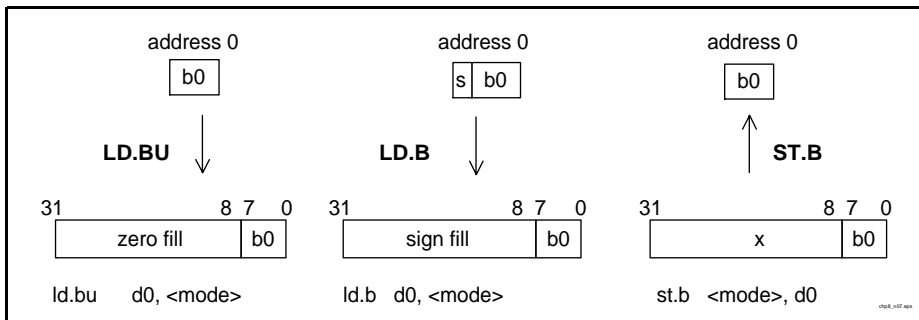 address 0 address 0 address 0
b0 s b0 b0
LD.BU LD.B ST.B
31 8 7 0 31 8 7 0 31 8 7 0
zero fill b0 sign fill b0 x b0
ld.bu d0, <mode> ld.b d0, <mode> st.b <mode>, d0